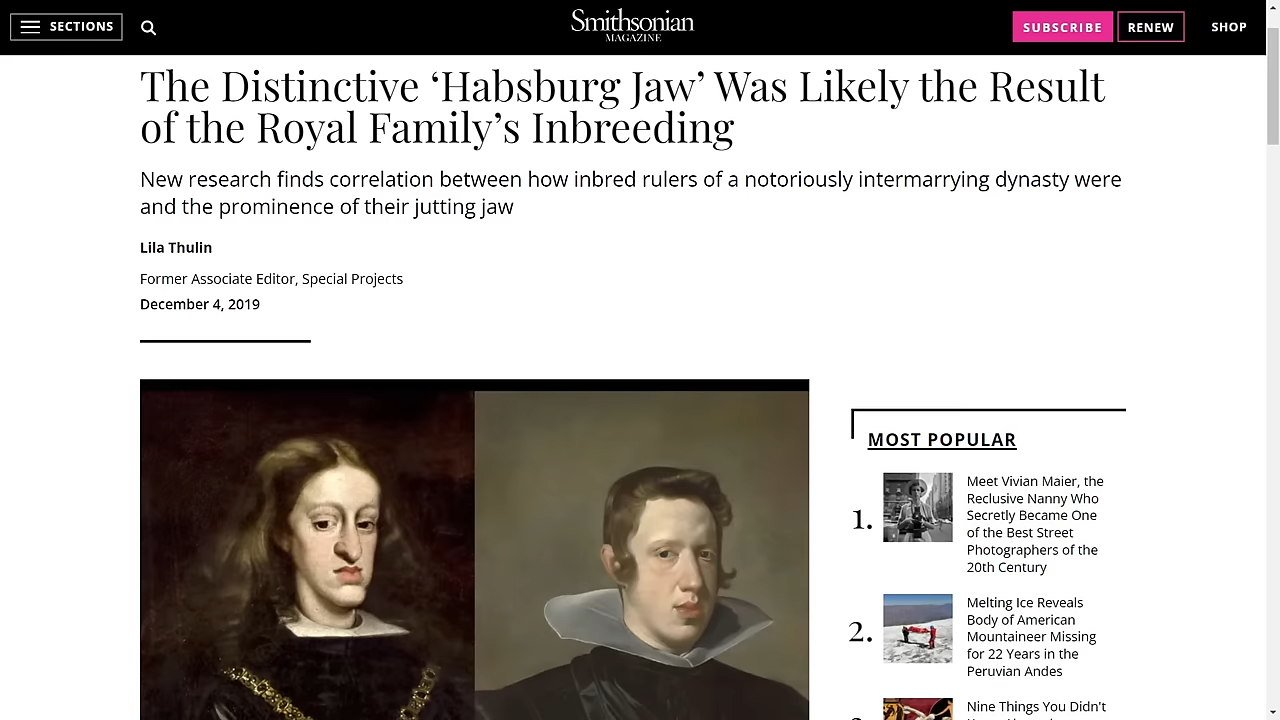 SECTIONS
Smithsonian
MAGAZINE
SUBSCRIBE
RENEW
SHOP
The Distinctive ‘Habsburg Jaw’ Was Likely the Result
of the Royal Family’s Inbreeding
New research finds correlation between how inbred rulers of a notoriously intermarrying dynasty were
and the prominence of their jutting jaw
Lila Thulin
Former Associate Editor, Special Projects
December 4, 2019
MOST POPULAR
1.
Meet Vivian Maier, the
Reclusive Nanny Who
Secretly Became One
of the Best Street
Photographers of the
20th Century
2.
Melting Ice Reveals
Body of American
Mountaineer Missing
for 22 Years in the
Peruvian Andes
Nine Things You Didn't